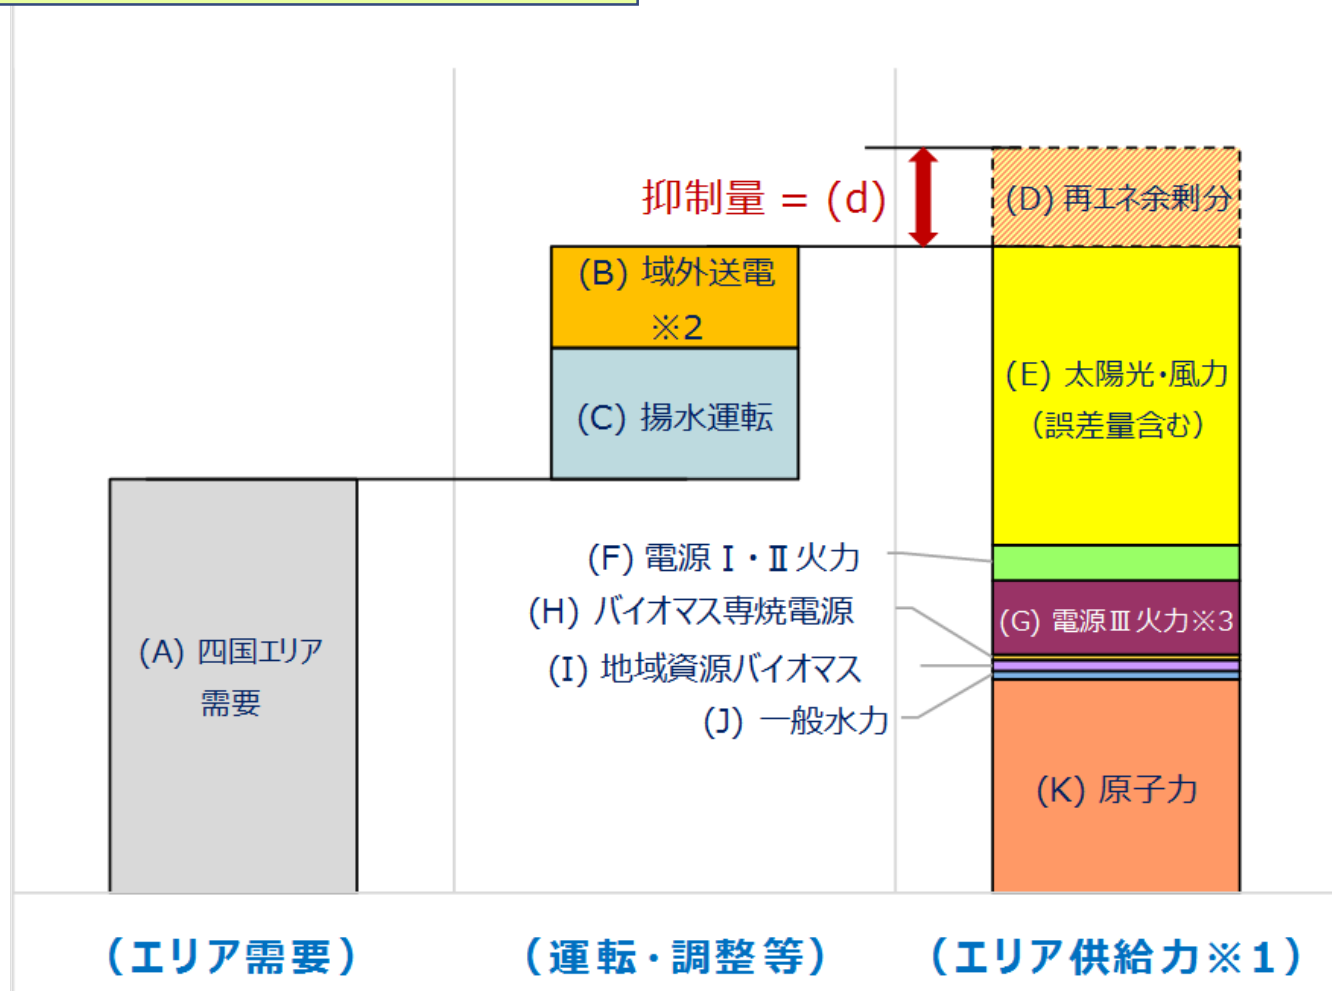 抑制量 = (d)
(D) 再エネ余剰分
(B) 域外送電
※2
(C) 揚水運転
(E) 太陽光・風力
（誤差量含む）
(F) 電源Ⅰ・Ⅱ火力
(H) バイオマス専焼電源
(G) 電源Ⅲ火力※3
(I) 地域資源バイオマス
(J) 一般水力
(A) 四国エリア
需要
(K) 原子力
（エリア需要）
（運転・調整等）
（エリア供給力※1）